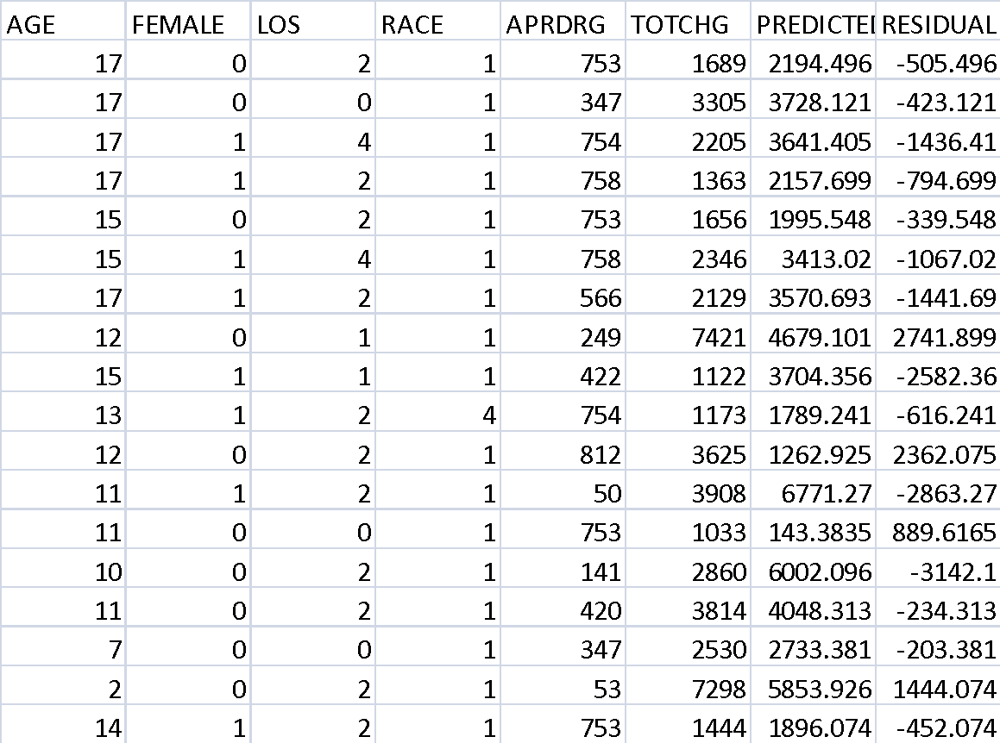 AGE FEMALE LOS RACE APRDRG TOTCHG PREDICTE RESIDUAL
17 0 2 1 753 1689 2194.496 -505.496
17 0 0 1 347 3305 3728.121 -423.121
17 1 4 1 754 2205 3641.405 -1436.41
17 1 2 1 758 1363 2157.699 -794.699
15 0 2 1 753 1656 1995.548 -339.548
15 1 4 1 758 2346 3413.02 -1067.02
17 1 2 1 566 2129 3570.693 -1441.69
12 0 1 1 249 7421 4679.101 2741.899
15 1 1 1 422 1122 3704.356 -2582.36
13 1 2 4 754 1173 1789.241 -616.241
12 0 2 1 812 3625 1262.925 2362.075
11 1 2 1 50 3908 6771.27 -2863.27
11 0 0 1 753 1033 143.3835 889.6165
10 0 2 1 141 2860 6002.096 -3142.1
11 0 2 1 420 3814 4048.313 -234.313
7 0 0 1 347 2530 2733.381 -203.381
2 0 2 1 53 7298 5853.926 1444.074
14 1 2 1 753 1444 1896.074 -452.074